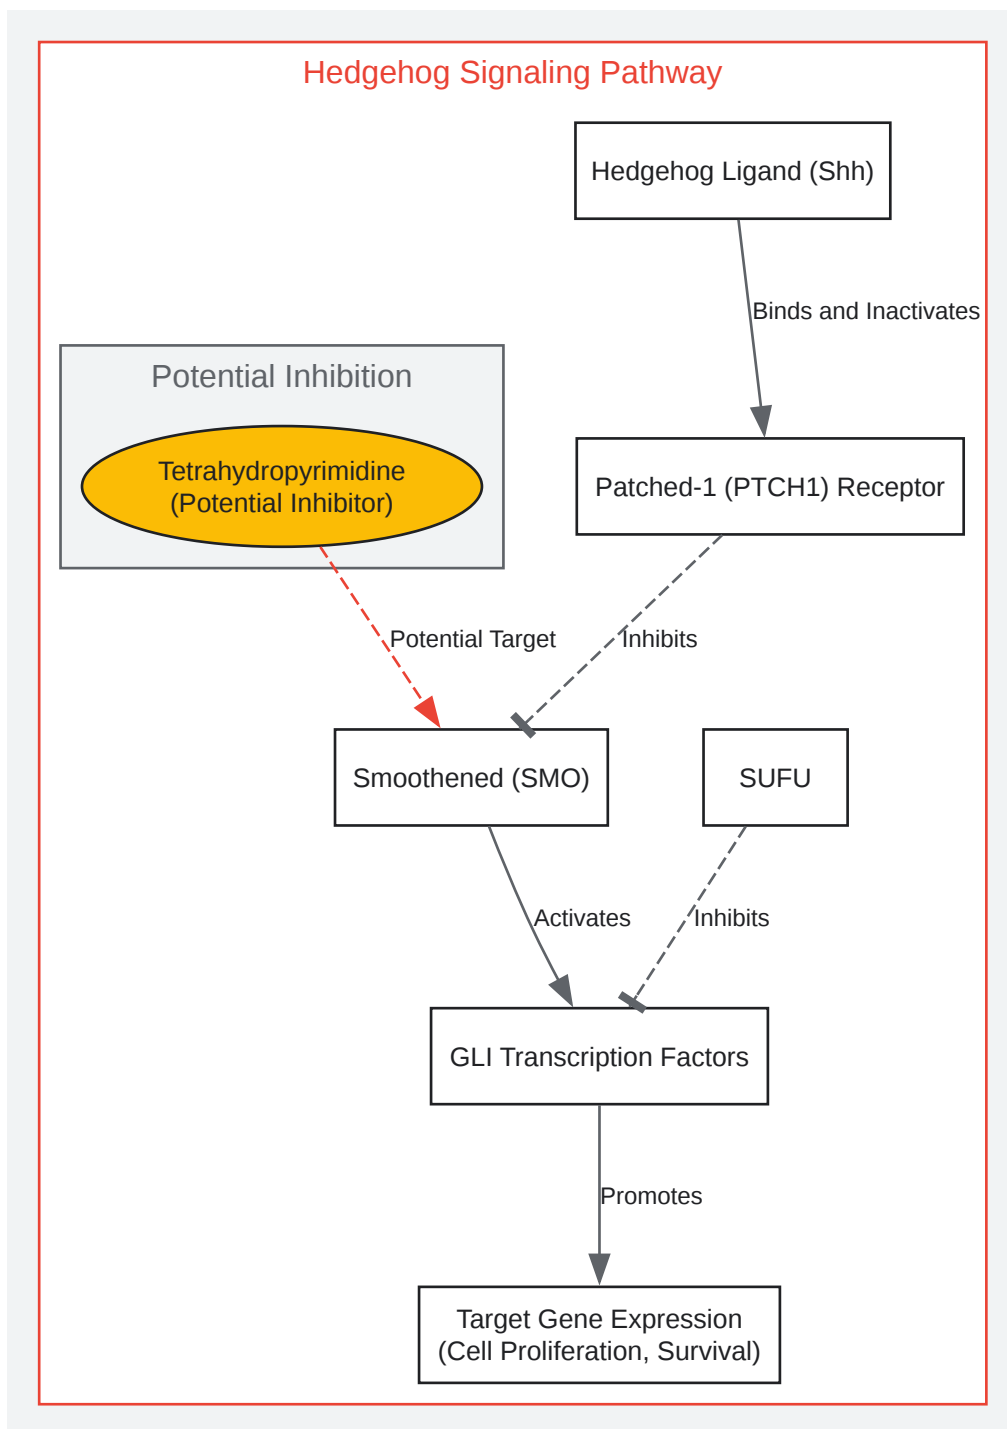 Hedgehog Signaling Pathway
Hedgehog Ligand (Shh)
Binds and Inactivates
Potential Inhibition
Tetrahydropyrimidine
(Potential Inhibitor)
Patched-1 (PTCH1) Receptor
Potential Target
Inhibits
Smoothened (SMO)
SUFU
Activates
Inhibits
GLI Transcription Factors
Promotes
Target Gene Expression
(Cell Proliferation, Survival)